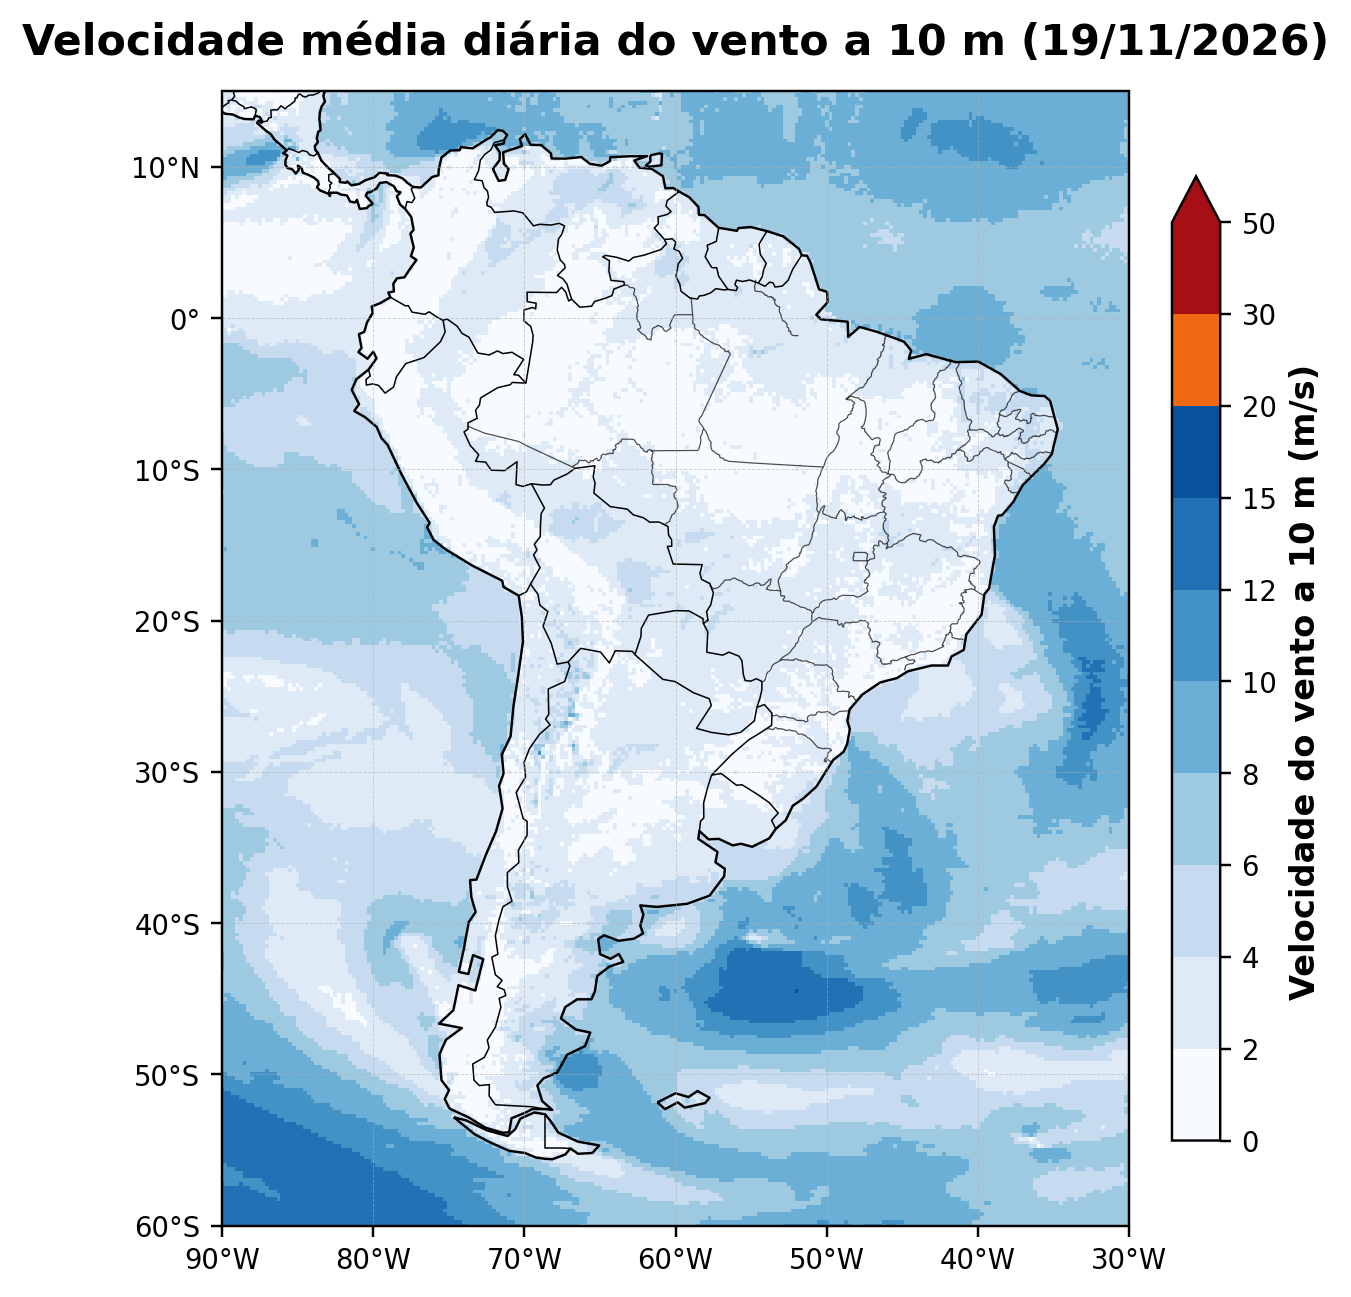 Velocidade média diária do vento a 10 m (19/11/2026)
10°N
0°
10°S
20°S
30°S
40°S
50°S
60°S
90°W
80°W
70°W
60°W
50°W
40°W
30°W
50
30
20
15
12
10
8
6
4
2
0
Velocidade do vento a 10 m (m/s)